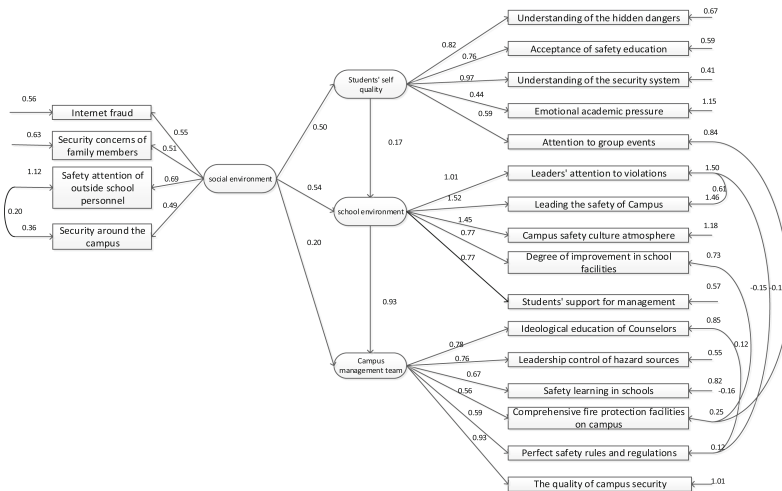 0.67
Understanding of the hidden dangers
0.82
0.59
Acceptance of safety education
0.76
Students' self
quality
0.97
0.41
Understanding of the security system
0.44
1.15
Emotional academic pressure
0.59
0.84
Attention to group events
0.56
Internet fraud
0.55
0.50
0.63
Security concerns of
family members
0.51
0.17
1.12
Safety attention of
outside school
personnel
0.69
social environment
0.20
0.49
0.36
Security around the
campus
0.54
1.01
1.50
Leaders' attention to violations
0.61
1.52
1.46
Leading the safety of Campus
school environment
1.45
1.18
Campus safety culture atmosphere
0.20
0.77
0.73
Degree of improvement in school
facilities
0.77
0.57
Students' support for management
-0.15
0.93
0.85
Ideological education of Counselors
0.78
0.12
0.55
Leadership control of hazard sources
0.76
Campus
management team
0.67
0.82
-0.16
Safety learning in schools
0.56
0.25
Comprehensive fire protection facilities
on campus
0.59
0.12
Perfect safety rules and regulations
0.93
1.01
The quality of campus security